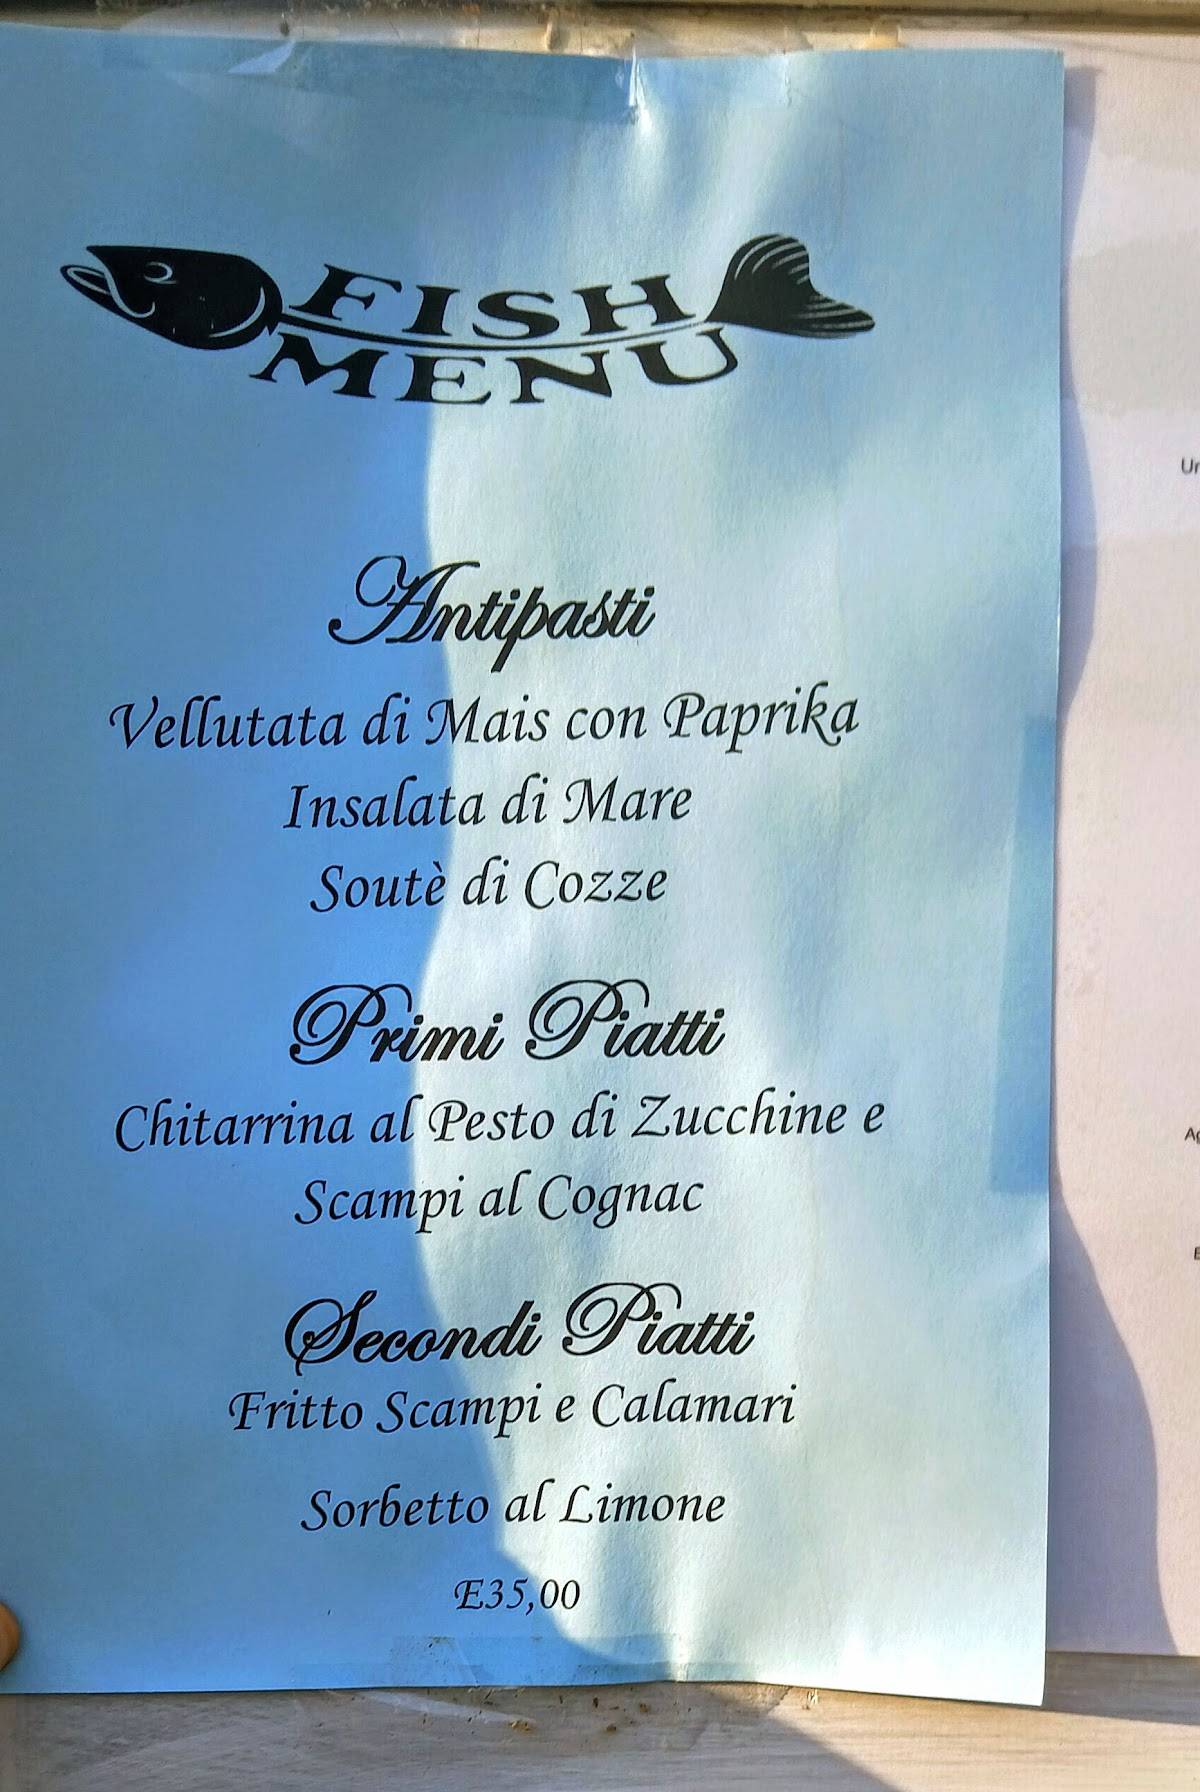 FISH
MENU
Antipasti
Vellutata di Mais con Paprika
Insalata di Mare
Soutè di Cozze
Primi Piatti
Chitarrina al Pesto di Zucchine e
Scampi al Cognac
Secondi Piatti
Fritto Scampi e Calamari
Sorbetto al Limone
E35,00